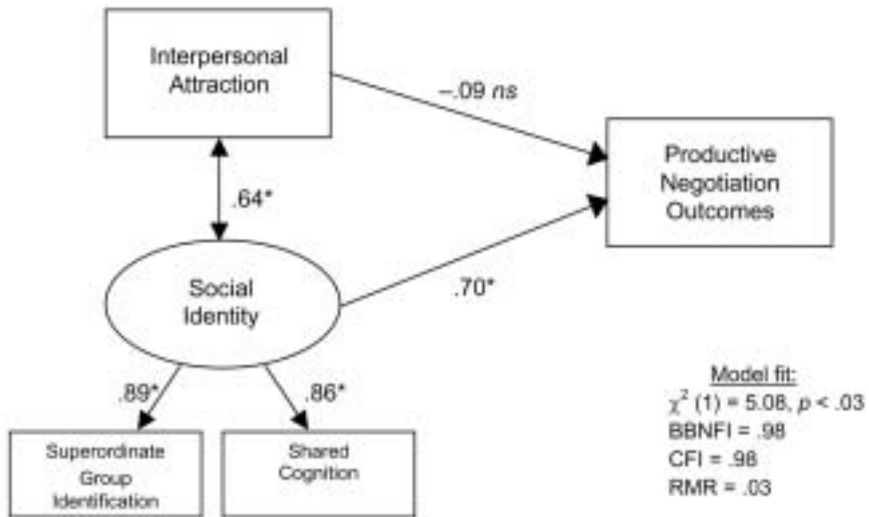 Interpersonal
Attraction
–.09 ns
Productive
Negotiation
Outcomes
.64*
Social
Identity
.70*
.89*
.86*
Superordinate
Group
Identification
Shared
Cognition
Model fit:
χ² (1) = 5.08, p < .03
BBNFI = .98
CFI = .98
RMR = .03